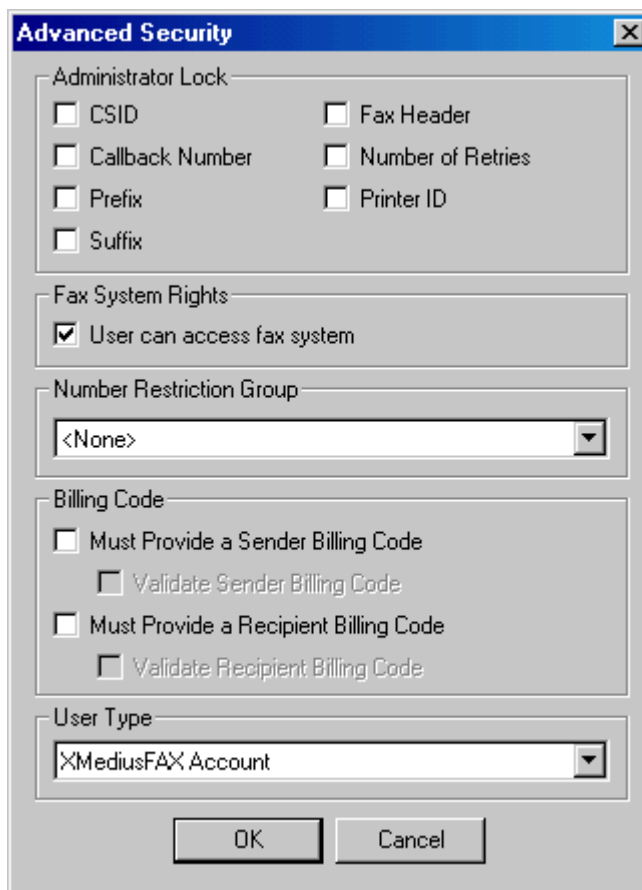 Advanced Security
Administrator Lock
CSID
Fax Header
Callback Number
Number of Retries
Prefix
Printer ID
Suffix
Fax System Rights
User can access fax system
Number Restriction Group
<None>
Billing Code
Must Provide a Sender Billing Code
Validate Sender Billing Code
Must Provide a Recipient Billing Code
Validate Recipient Billing Code
User Type
XMediusFAX Account
OK
Cancel